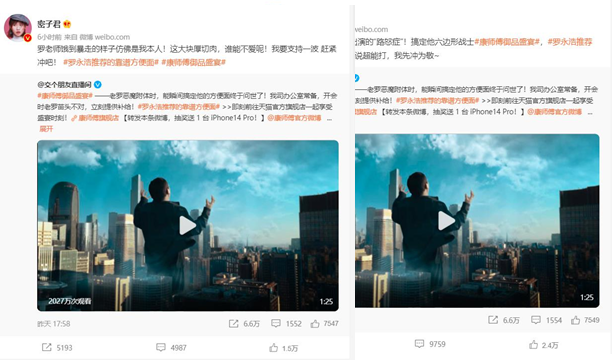 密子君
6小时前 来自 微博 weibo.com
罗老师饿到暴走的样子仿佛是我本人！这大块厚切肉，谁能不爱呢！我要支持一波 赶紧
冲吧！ #罗永浩推荐的靠谱方便面# #康师傅御品盛宴#
@交个朋友直播间
#康师傅御品盛宴# ——老罗恶魔附体时，能瞬间搞定他的方便面终于问世了！我司办公室常备，开会
时老罗苗头不对，立刻提供补给！#罗永浩推荐的靠谱方便面# >>即刻前往天猫官方旗舰店一起享受
盛宴时刻！康师傅旗舰店 【转发本条微博，抽奖送 1 台 iPhone14 Pro！】@康师傅官方微博 ...
展开
2027万次观看
1:25
昨天 17:58
6.6万 1552 7547
5193 4987 1.5万
weibo.com
出演的"路怒症"！搞定他六边形战士#康师傅御品盛宴#，#罗永浩推荐
说超能打，我先冲为敬~
—老罗恶魔附体时，能瞬间搞定他的方便面终于问世了！我司办公室常备，开会
刻提供补给！#罗永浩推荐的靠谱方便面# >>即刻前往天猫官方旗舰店一起享受
旗舰店 【转发本条微博，抽奖送 1 台 iPhone14 Pro！】@康师傅官方微博 ...
1:25
6.6万 1554 7549
9759 2.4万